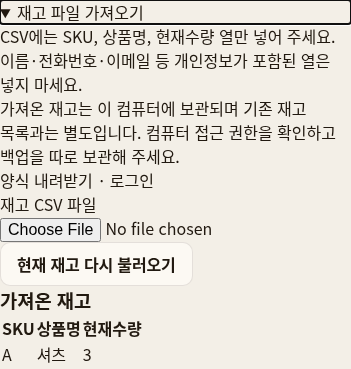 ▼ 재고 파일 가져오기
CSV에는 SKU, 상품명, 현재수량 열만 넣어 주세요.
이름·전화번호·이메일 등 개인정보가 포함된 열은
넣지 마세요.
가져온 재고는 이 컴퓨터에 보관되며 기존 재고
목록과는 별도입니다. 컴퓨터 접근 권한을 확인하고
백업을 따로 보관해 주세요.
양식 내려받기 · 로그인
재고 CSV 파일
Choose File No file chosen
현재 재고 다시 불러오기
가져온 재고
SKU 상품명 현재수량
A 셔츠 3